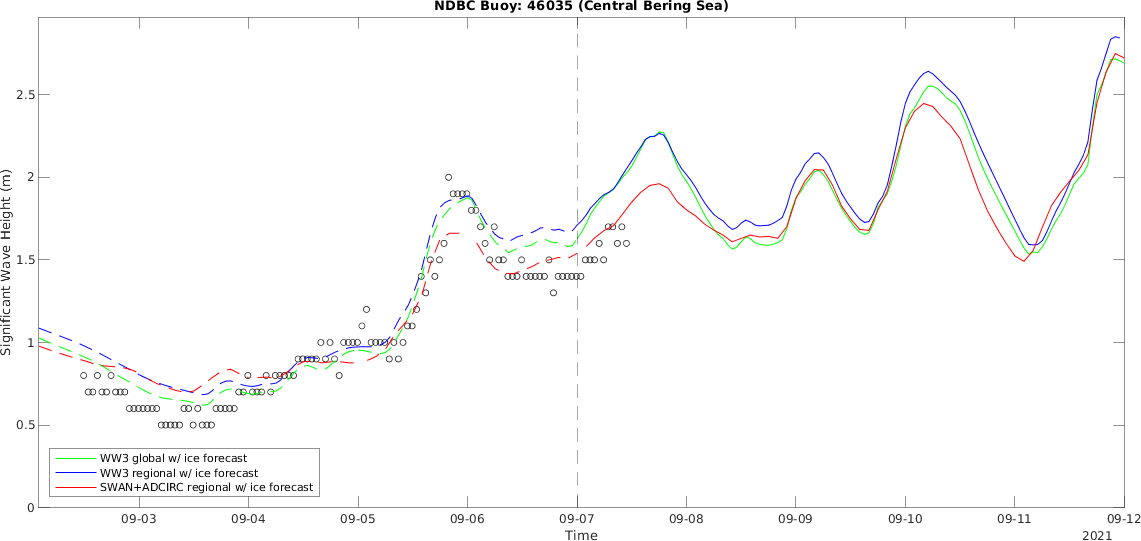 NDBC Buoy: 46035 (Central Bering Sea)
Significant Wave Height (m)
2.5
2
1.5
1
0.5
0
WW3 global w/ ice forecast
WW3 regional w/ ice forecast
SWAN+ADCIRC regional w/ ice forecast
09-03 09-04 09-05 09-06 09-07 09-08 09-09 09-10 09-11 09-12
Time
2021